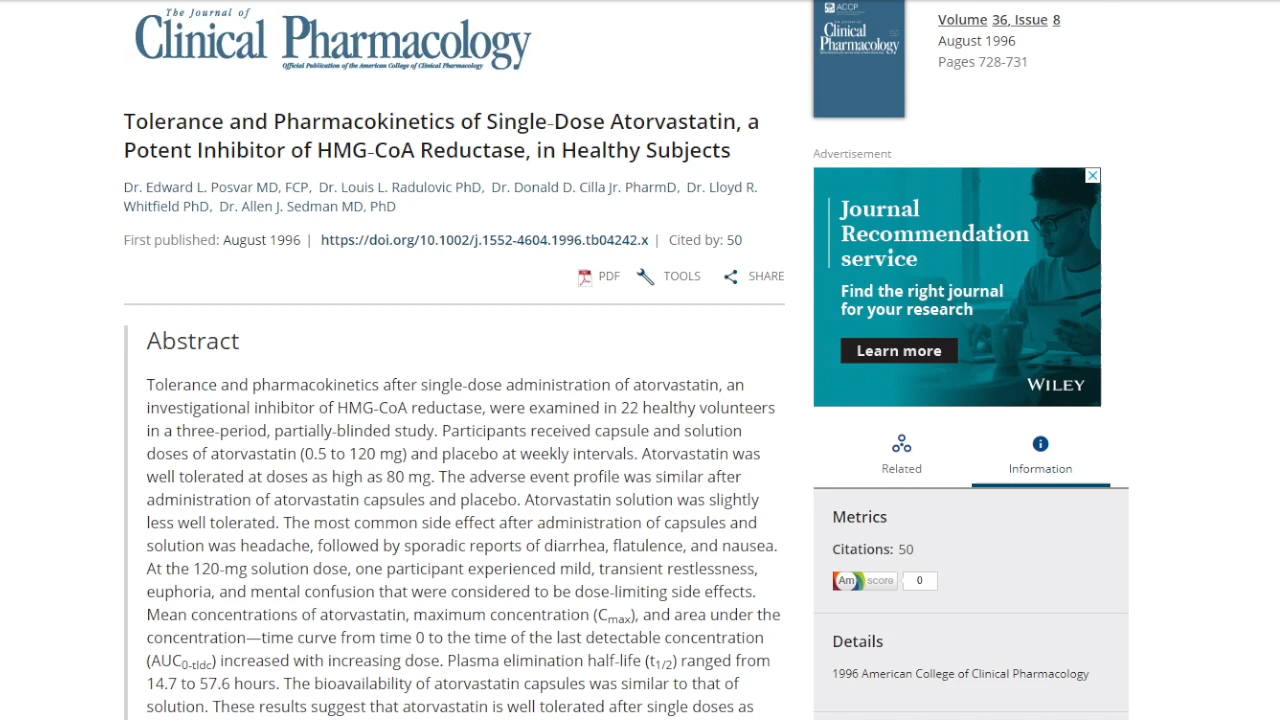 The Journal of
Clinical Pharmacology
Official Publication of the American College of Clinical Pharmacology
Tolerance and Pharmacokinetics of Single-Dose Atorvastatin, a
Potent Inhibitor of HMG-CoA Reductase, in Healthy Subjects
Dr. Edward L. Posvar MD, FCP, Dr. Louis L. Radulovic PhD, Dr. Donald D. Cilla Jr. PharmD, Dr. Lloyd R.
Whitfield PhD, Dr. Allen J. Sedman MD, PhD
First published: August 1996 | https://doi.org/10.1002/j.1552-4604.1996.tb04242.x | Cited by: 50
PDF TOOLS SHARE
Abstract
Tolerance and pharmacokinetics after single-dose administration of atorvastatin, an
investigational inhibitor of HMG-CoA reductase, were examined in 22 healthy volunteers
in a three-period, partially-blinded study. Participants received capsule and solution
doses of atorvastatin (0.5 to 120 mg) and placebo at weekly intervals. Atorvastatin was
well tolerated at doses as high as 80 mg. The adverse event profile was similar after
administration of atorvastatin capsules and placebo. Atorvastatin solution was slightly
less well tolerated. The most common side effect after administration of capsules and
solution was headache, followed by sporadic reports of diarrhea, flatulence, and nausea.
At the 120-mg solution dose, one participant experienced mild, transient restlessness,
euphoria, and mental confusion that were considered to be dose-limiting side effects.
Mean concentrations of atorvastatin, maximum concentration (Cmax), and area under the
concentration—time curve from time 0 to the time of the last detectable concentration
(AUC0-tldc) increased with increasing dose. Plasma elimination half-life (t1/2) ranged from
14.7 to 57.6 hours. The bioavailability of atorvastatin capsules was similar to that of
solution. These results suggest that atorvastatin is well tolerated after single doses as
ACCP
Clinical
Pharmacology
Volume 36, Issue 8
August 1996
Pages 728-731
Advertisement
Journal
Recommendation
service
Find the right journal
for your research
Learn more
WILEY
Related
Information
Metrics
Citations: 50
Am score 0
Details
1996 American College of Clinical Pharmacology